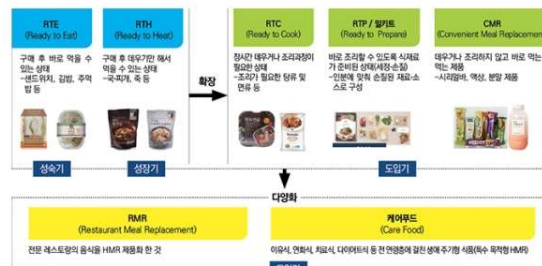 RTE
(Ready to Eat)
구매 후 바로 먹을 수
있는 상태
-샌드위치, 김밥, 주먹
밥 등
성숙기
RTH
(Ready to Heat)
구매 후 데우기만 해서
먹을 수 있는 상태
-국·찌개, 죽 등
성장기
확장
RTC
(Ready to Cook)
장시간 데우거나 조리과정이
필요한 상태
-조리가 필요한 탕류 및
면류 등
RTP / 밀키트
(Ready to Prepare)
바로 조리할 수 있도록 식재료
가 준비된 상태(세정·손질)
-인분에 맞춰 손질된 재료·소
스로 구성
CMR
(Convenient Meal Replacement)
데우거나 조리하지 않고 바로 먹는
먹는 제품
-시리얼바, 액상, 분말 제품
도입기
다양화
RMR
(Restaurant Meal Replacement)
전문 레스토랑의 음식을 HMR 제품화 한 것
케어푸드
(Care Food)
이유식, 연화식, 치료식, 다이어트식 등 전 연령층에 걸친 생애 주기형 식품(특수 목적형 HMR)